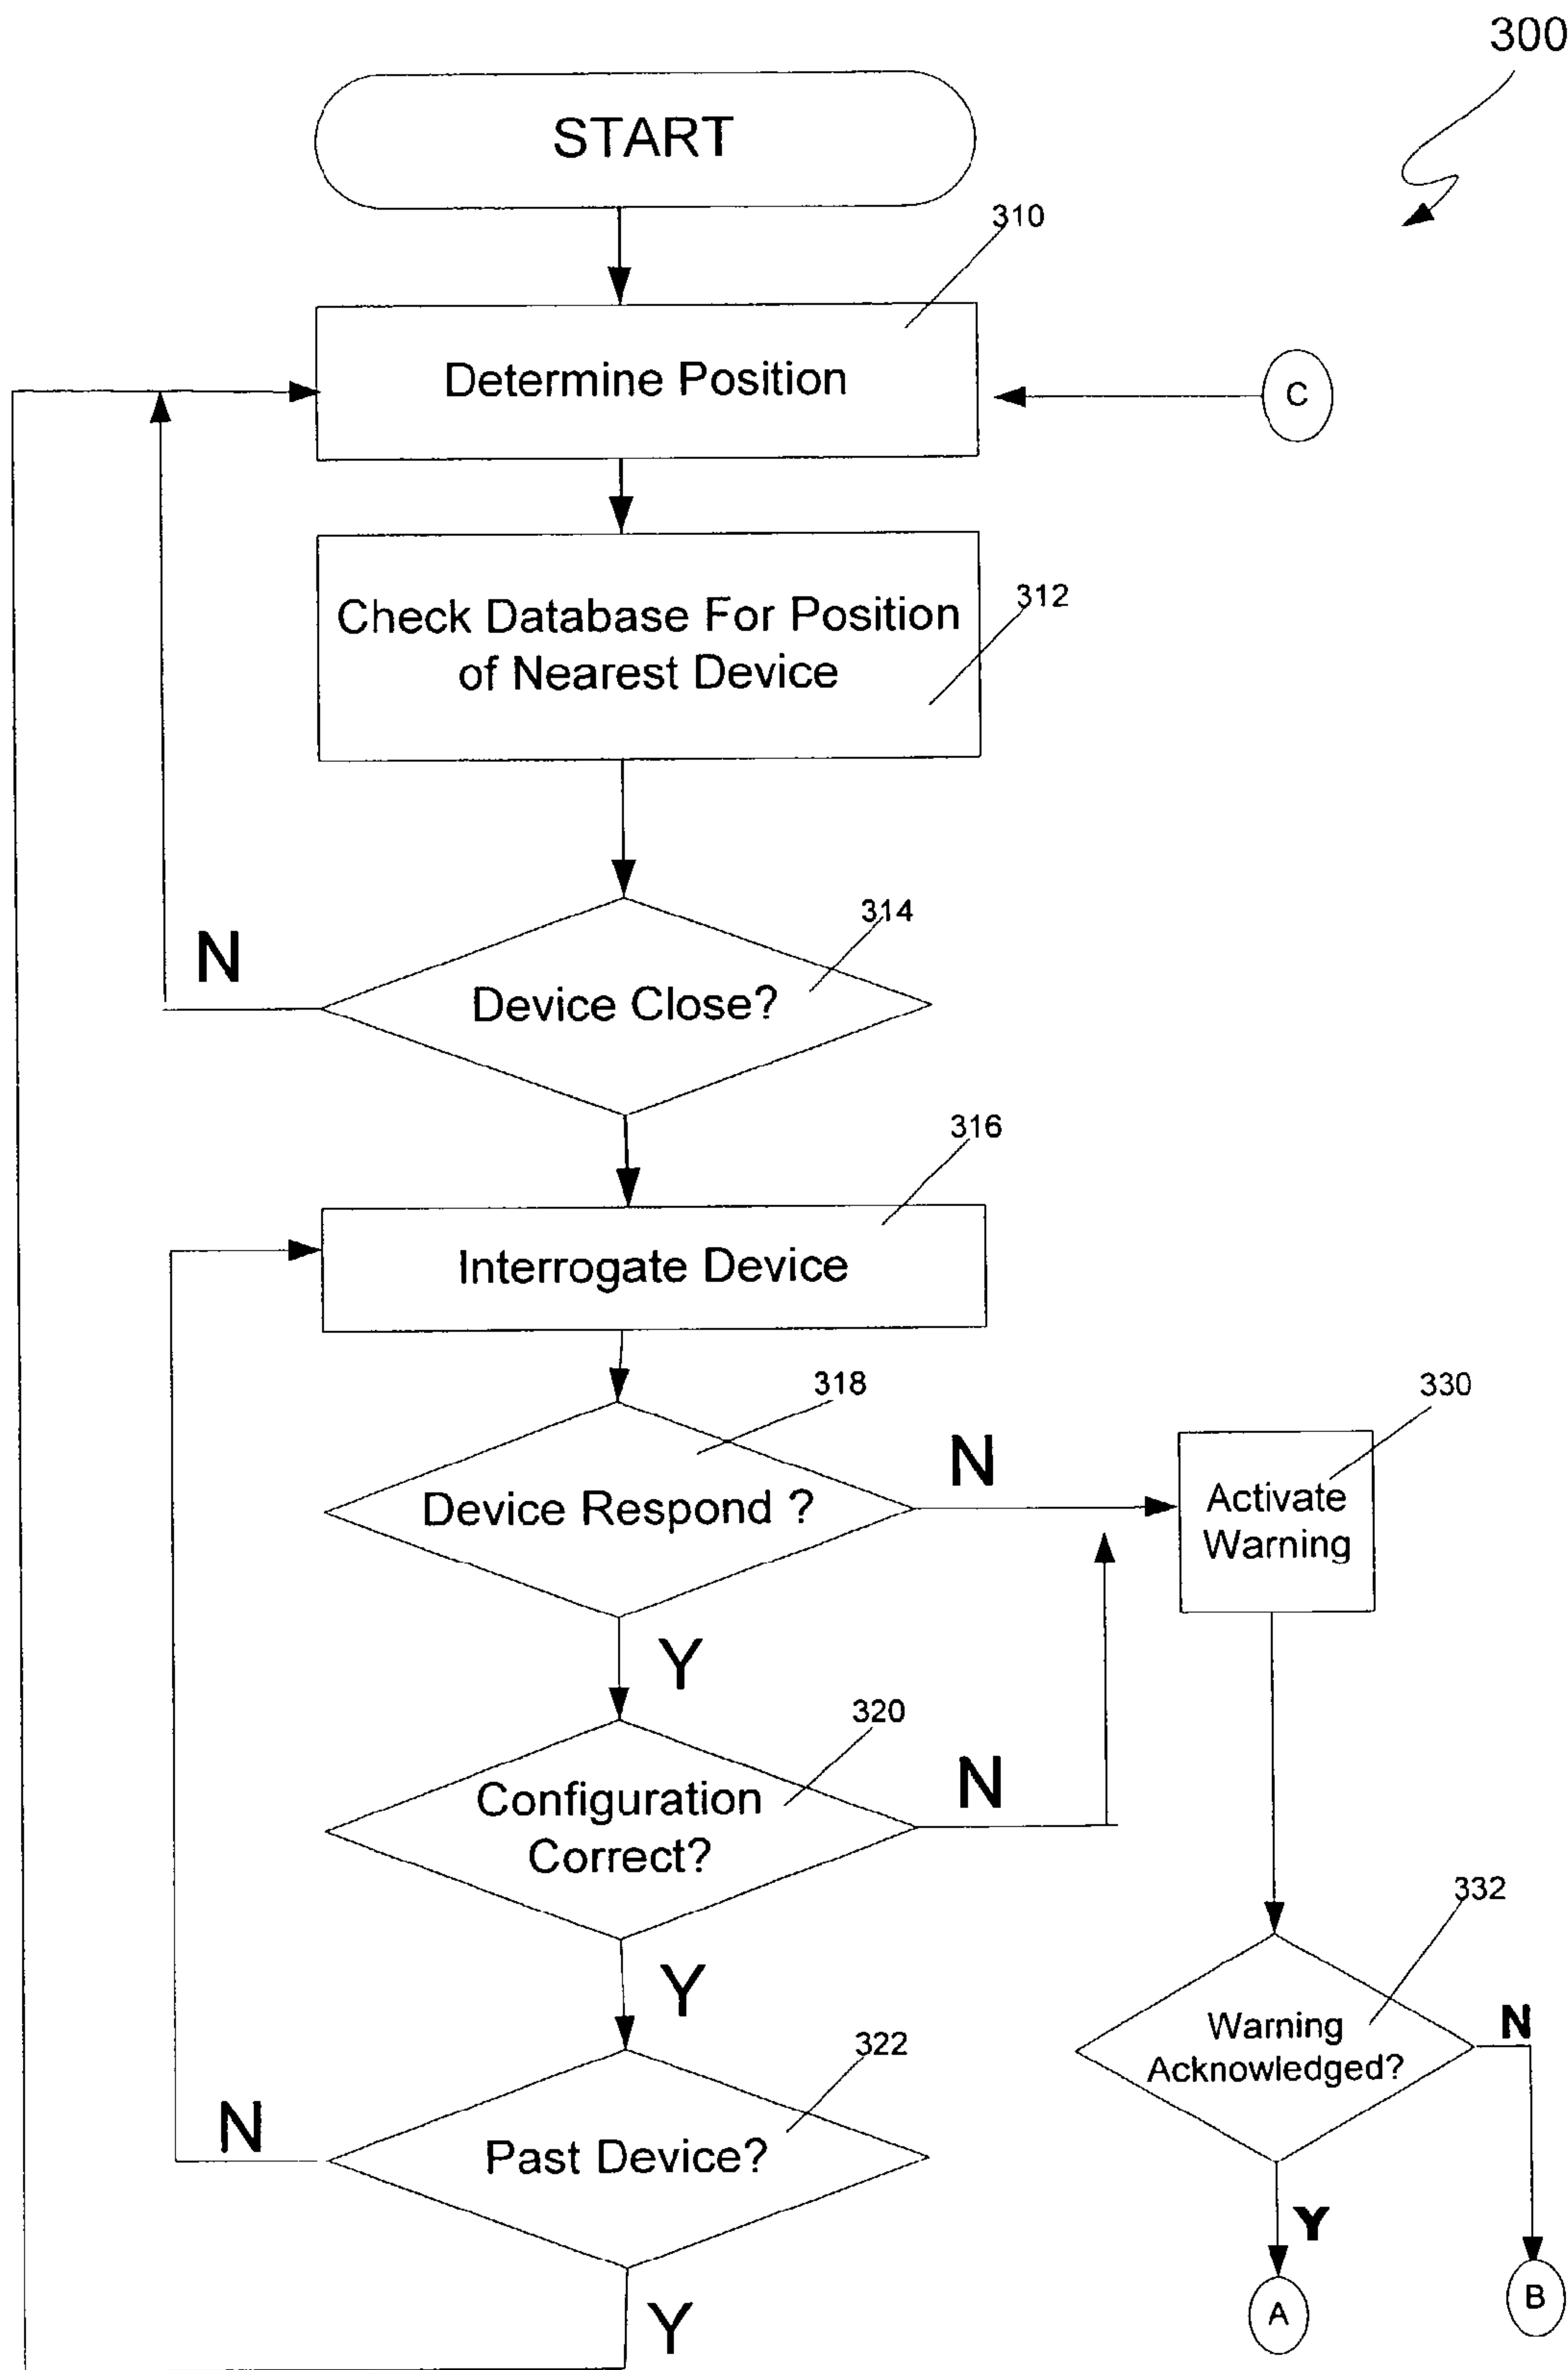 300
START
310
Determine Position
C
312
Check Database For Position
of Nearest Device
314
N
Device Close?
316
Interrogate Device
318
330
N
Device Respond ?
Activate
Warning
Y
320
Configuration
Correct?
N
332
Y
Warning
Acknowledged?
N
322
N
Past Device?
Y
Y
A
B